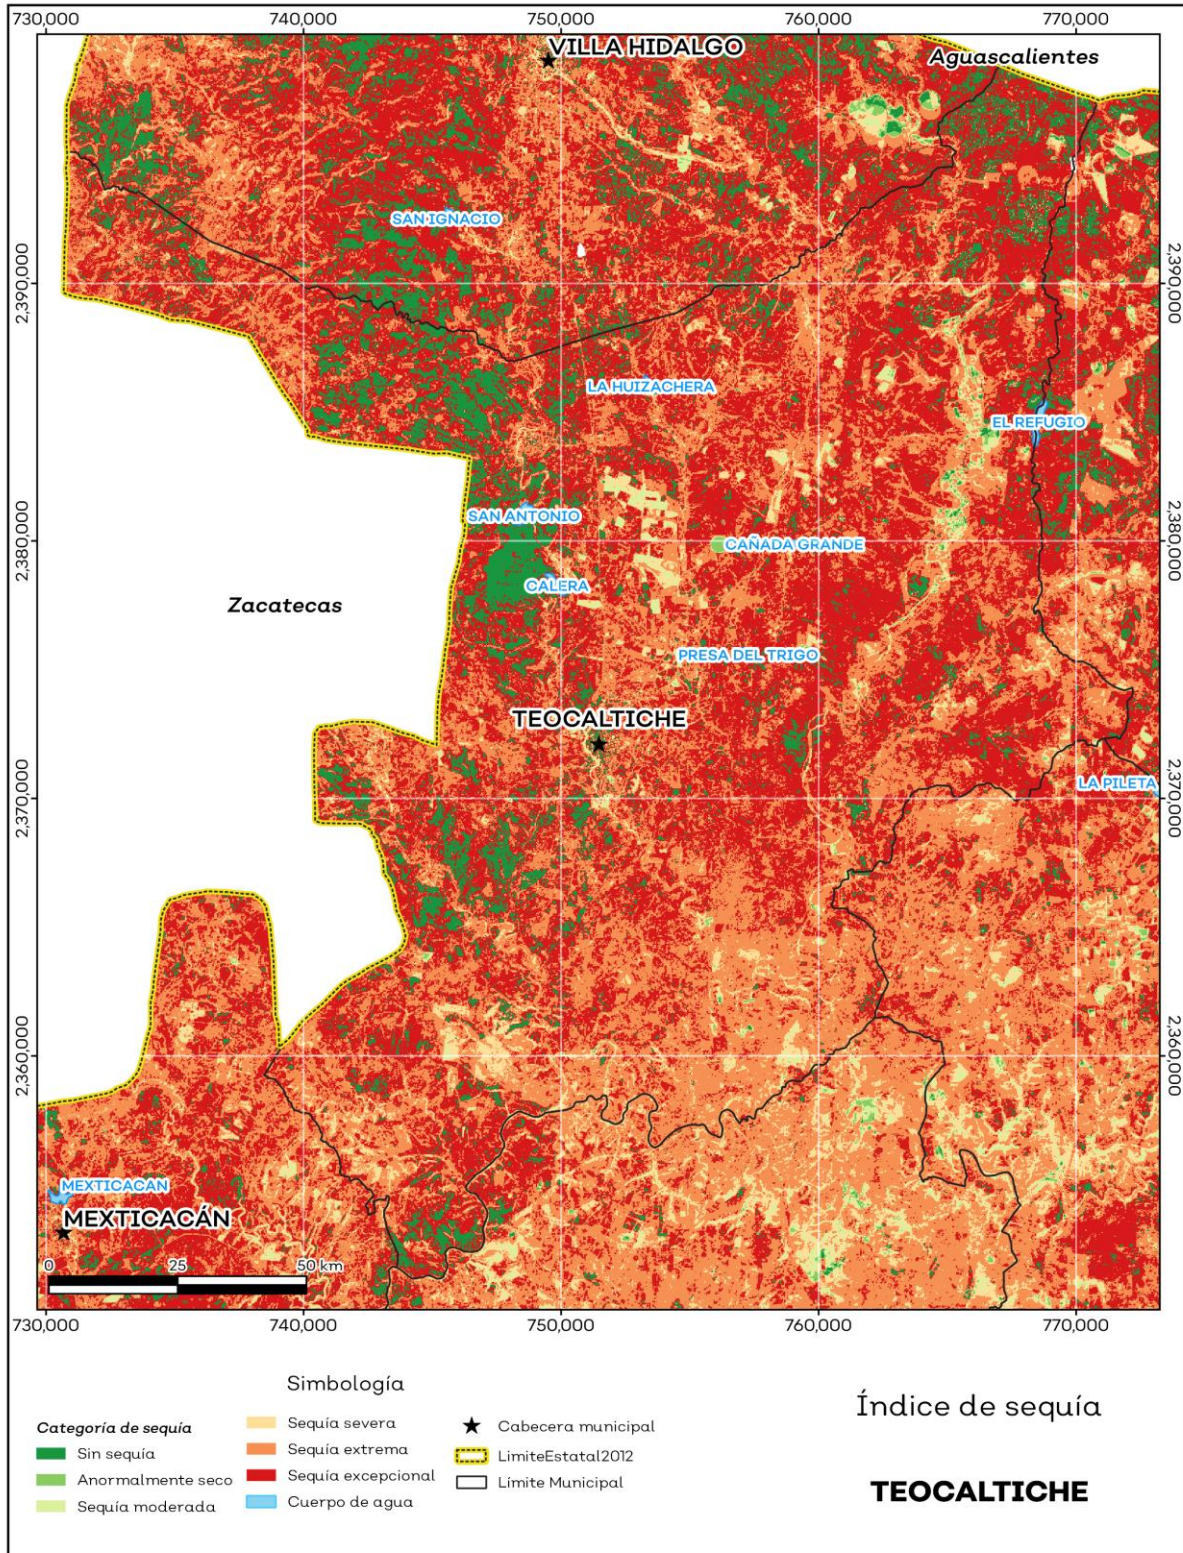 730,000 740,000 750,000 760,000 770,000
VILLA HIDALGO
Aguascalientes
SAN IGNACIO
2,390,000
2,390,000
LA HUIZACHERA
EL REFUGIO
SAN ANTONIO
2,380,000
2,380,000
CAÑADA GRANDE
CALERA
Zacatecas
PRESA DEL TRIGO
TEOCALTICHE
LA PILETA
2,370,000
2,370,000
2,360,000
2,360,000
MEXTICACAN
MEXTICACÁN
0 25 50 km
730,000 740,000 750,000 760,000 770,000
Simbología
Categoría de sequía
Sin sequía
Anormalmente seco
Sequía moderada
Sequía severa
Sequía extrema
Sequía excepcional
Cuerpo de agua
Cabecera municipal
LimiteEstatal2012
Límite Municipal
Índice de sequía
TEOCALTICHE